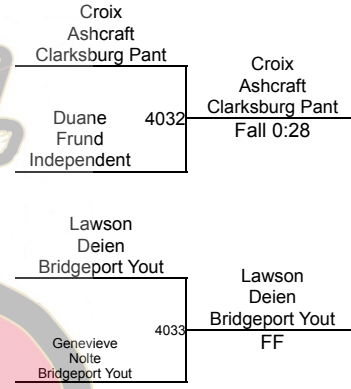 Croix
Ashcraft
Clarksburg Pant
Duane
Frund
Independent
4032
Croix
Ashcraft
Clarksburg Pant
Fall 0:28
Lawson
Deien
Bridgeport Yout
Genevieve
Nolte
Bridgeport Yout
4033
Lawson
Deien
Bridgeport Yout
FF